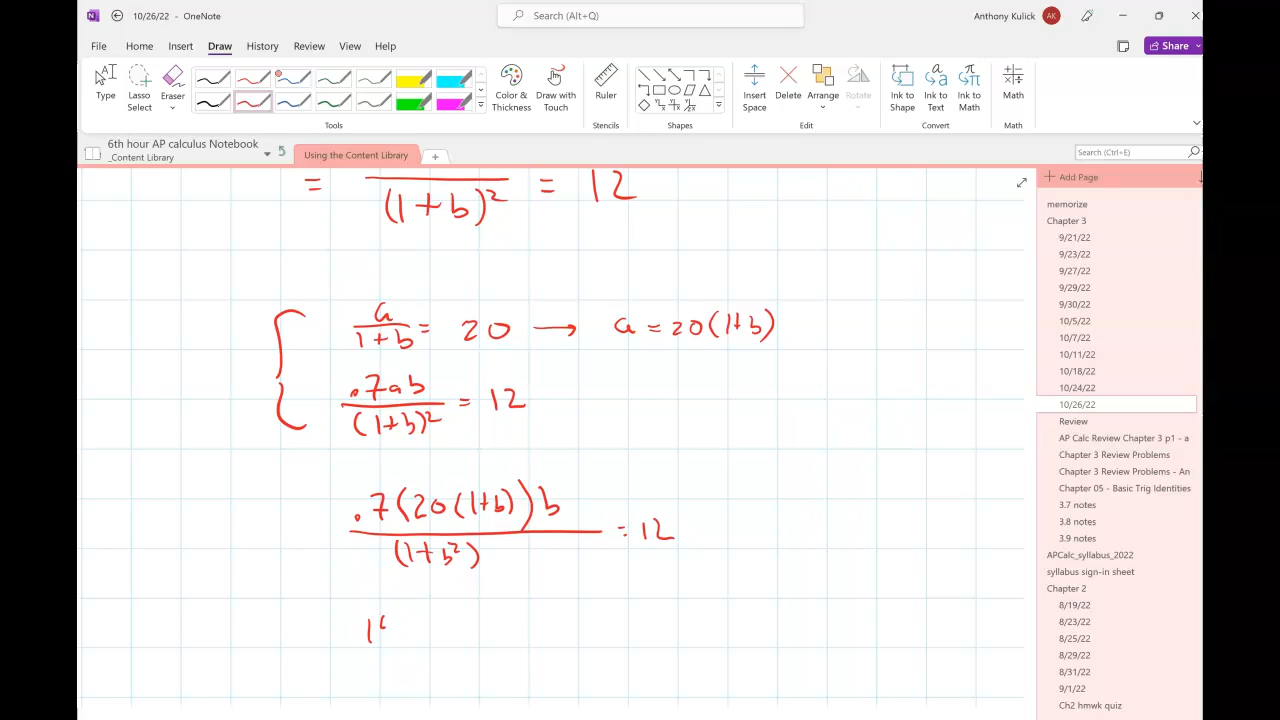 10/26/22 - OneNote
Search (Alt+Q)
Anthony Kulick AK
File Home Insert Draw History Review View Help
Share
Type
Lasso Select
Eraser
Color & Thickness
Draw with Touch
Ruler
Insert Space
Delete
Arrange
Rotate
Ink to Shape
Ink to Text
Ink to Math
Math
Tools Stencils Shapes Edit Convert Math
6th hour AP calculus Notebook
_Content Library
Using the Content Library
Search (Ctrl+E)
= (1+b)² = 12
a/(1+b) = 20 → a = 20(1+b)
.7ab/(1+b)² = 12
.7(20(1+b))b/(1+b²) = 12
Add Page
memorize
Chapter 3
9/21/22
9/23/22
9/27/22
9/29/22
9/30/22
10/5/22
10/7/22
10/11/22
10/18/22
10/24/22
10/26/22
Review
AP Calc Review Chapter 3 p1 - a
Chapter 3 Review Problems
Chapter 3 Review Problems - An
Chapter 05 - Basic Trig Identities
3.7 notes
3.8 notes
3.9 notes
APCalc_syllabus_2022
syllabus sign-in sheet
Chapter 2
8/19/22
8/23/22
8/25/22
8/29/22
8/31/22
9/1/22
Ch2 hmwk quiz